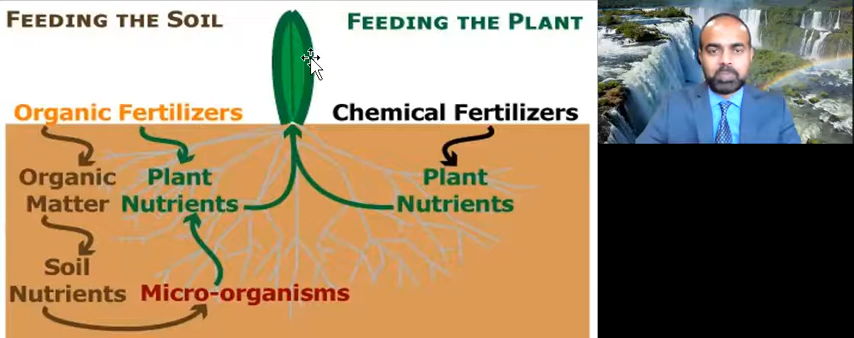 FEEDING THE SOIL
FEEDING THE PLANT
Organic Fertilizers
Chemical Fertilizers
Organic
Matter
Plant
Nutrients
Plant
Nutrients
Soil
Nutrients
Micro-organisms